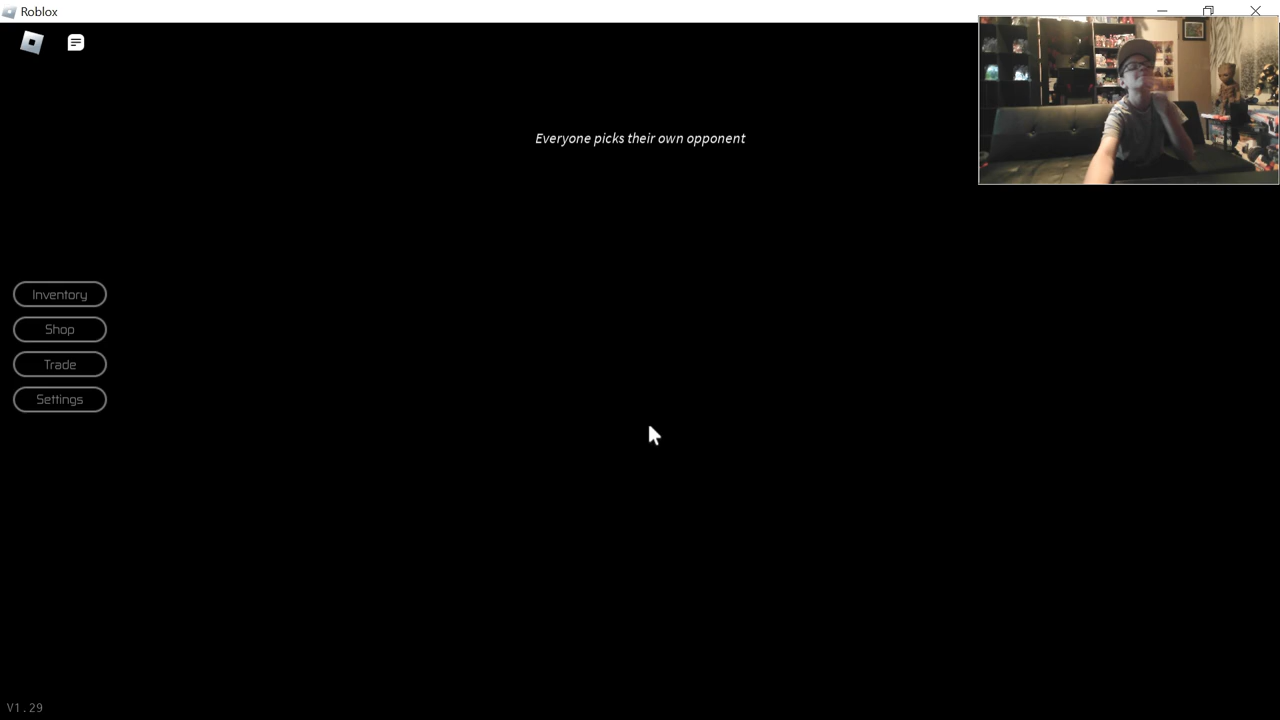 Roblox
Everyone picks their own opponent
Inventory
Shop
Trade
Settings
V1.29